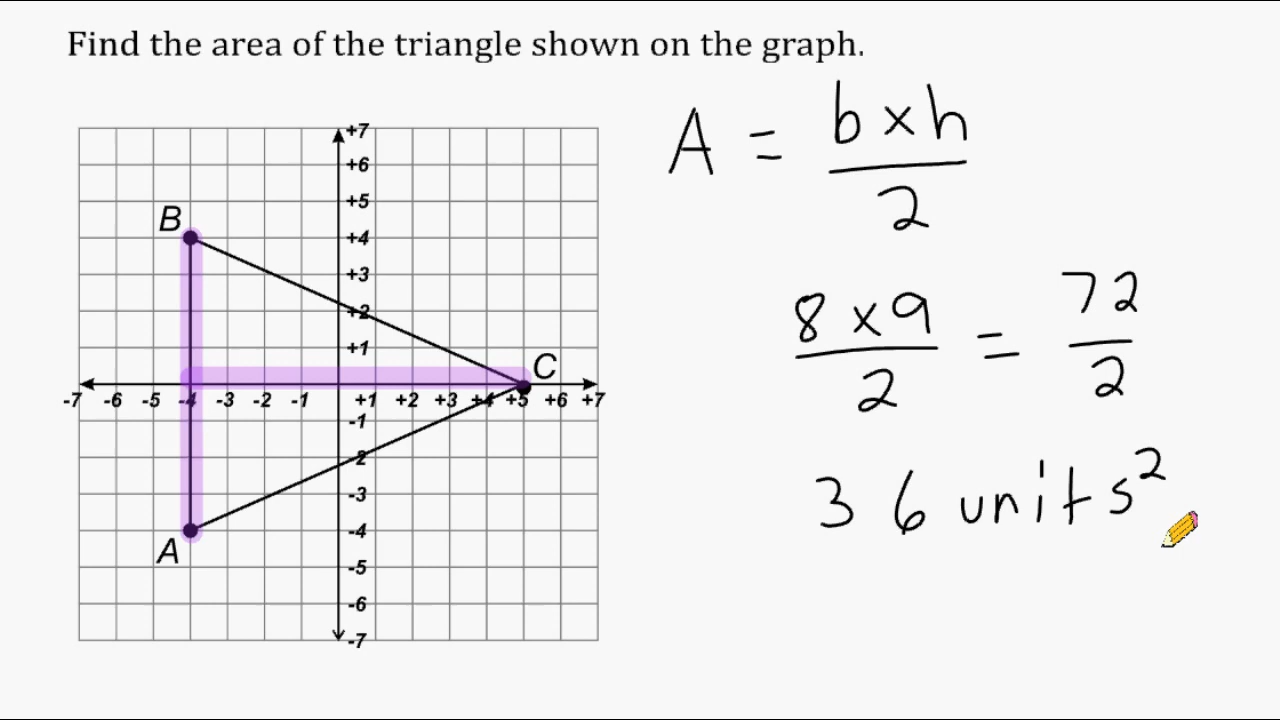 Find the area of the triangle shown on the graph.
A = b x h
2
8 x 9 = 72
2 2
36 units²
+7
+6
+5
B
+4
+3
+2
+1
C
-7 -6 -5 -4 -3 -2 -1 +1 +2 +3 +4 +5 +6 +7
-1
-2
-3
-4
A
-5
-6
-7